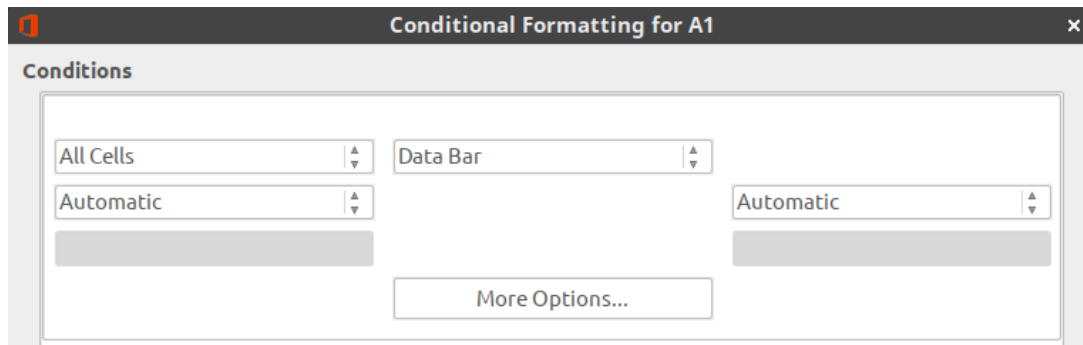 Conditional Formatting for A1
Conditions
All Cells Data Bar
Automatic Automatic
More Options...